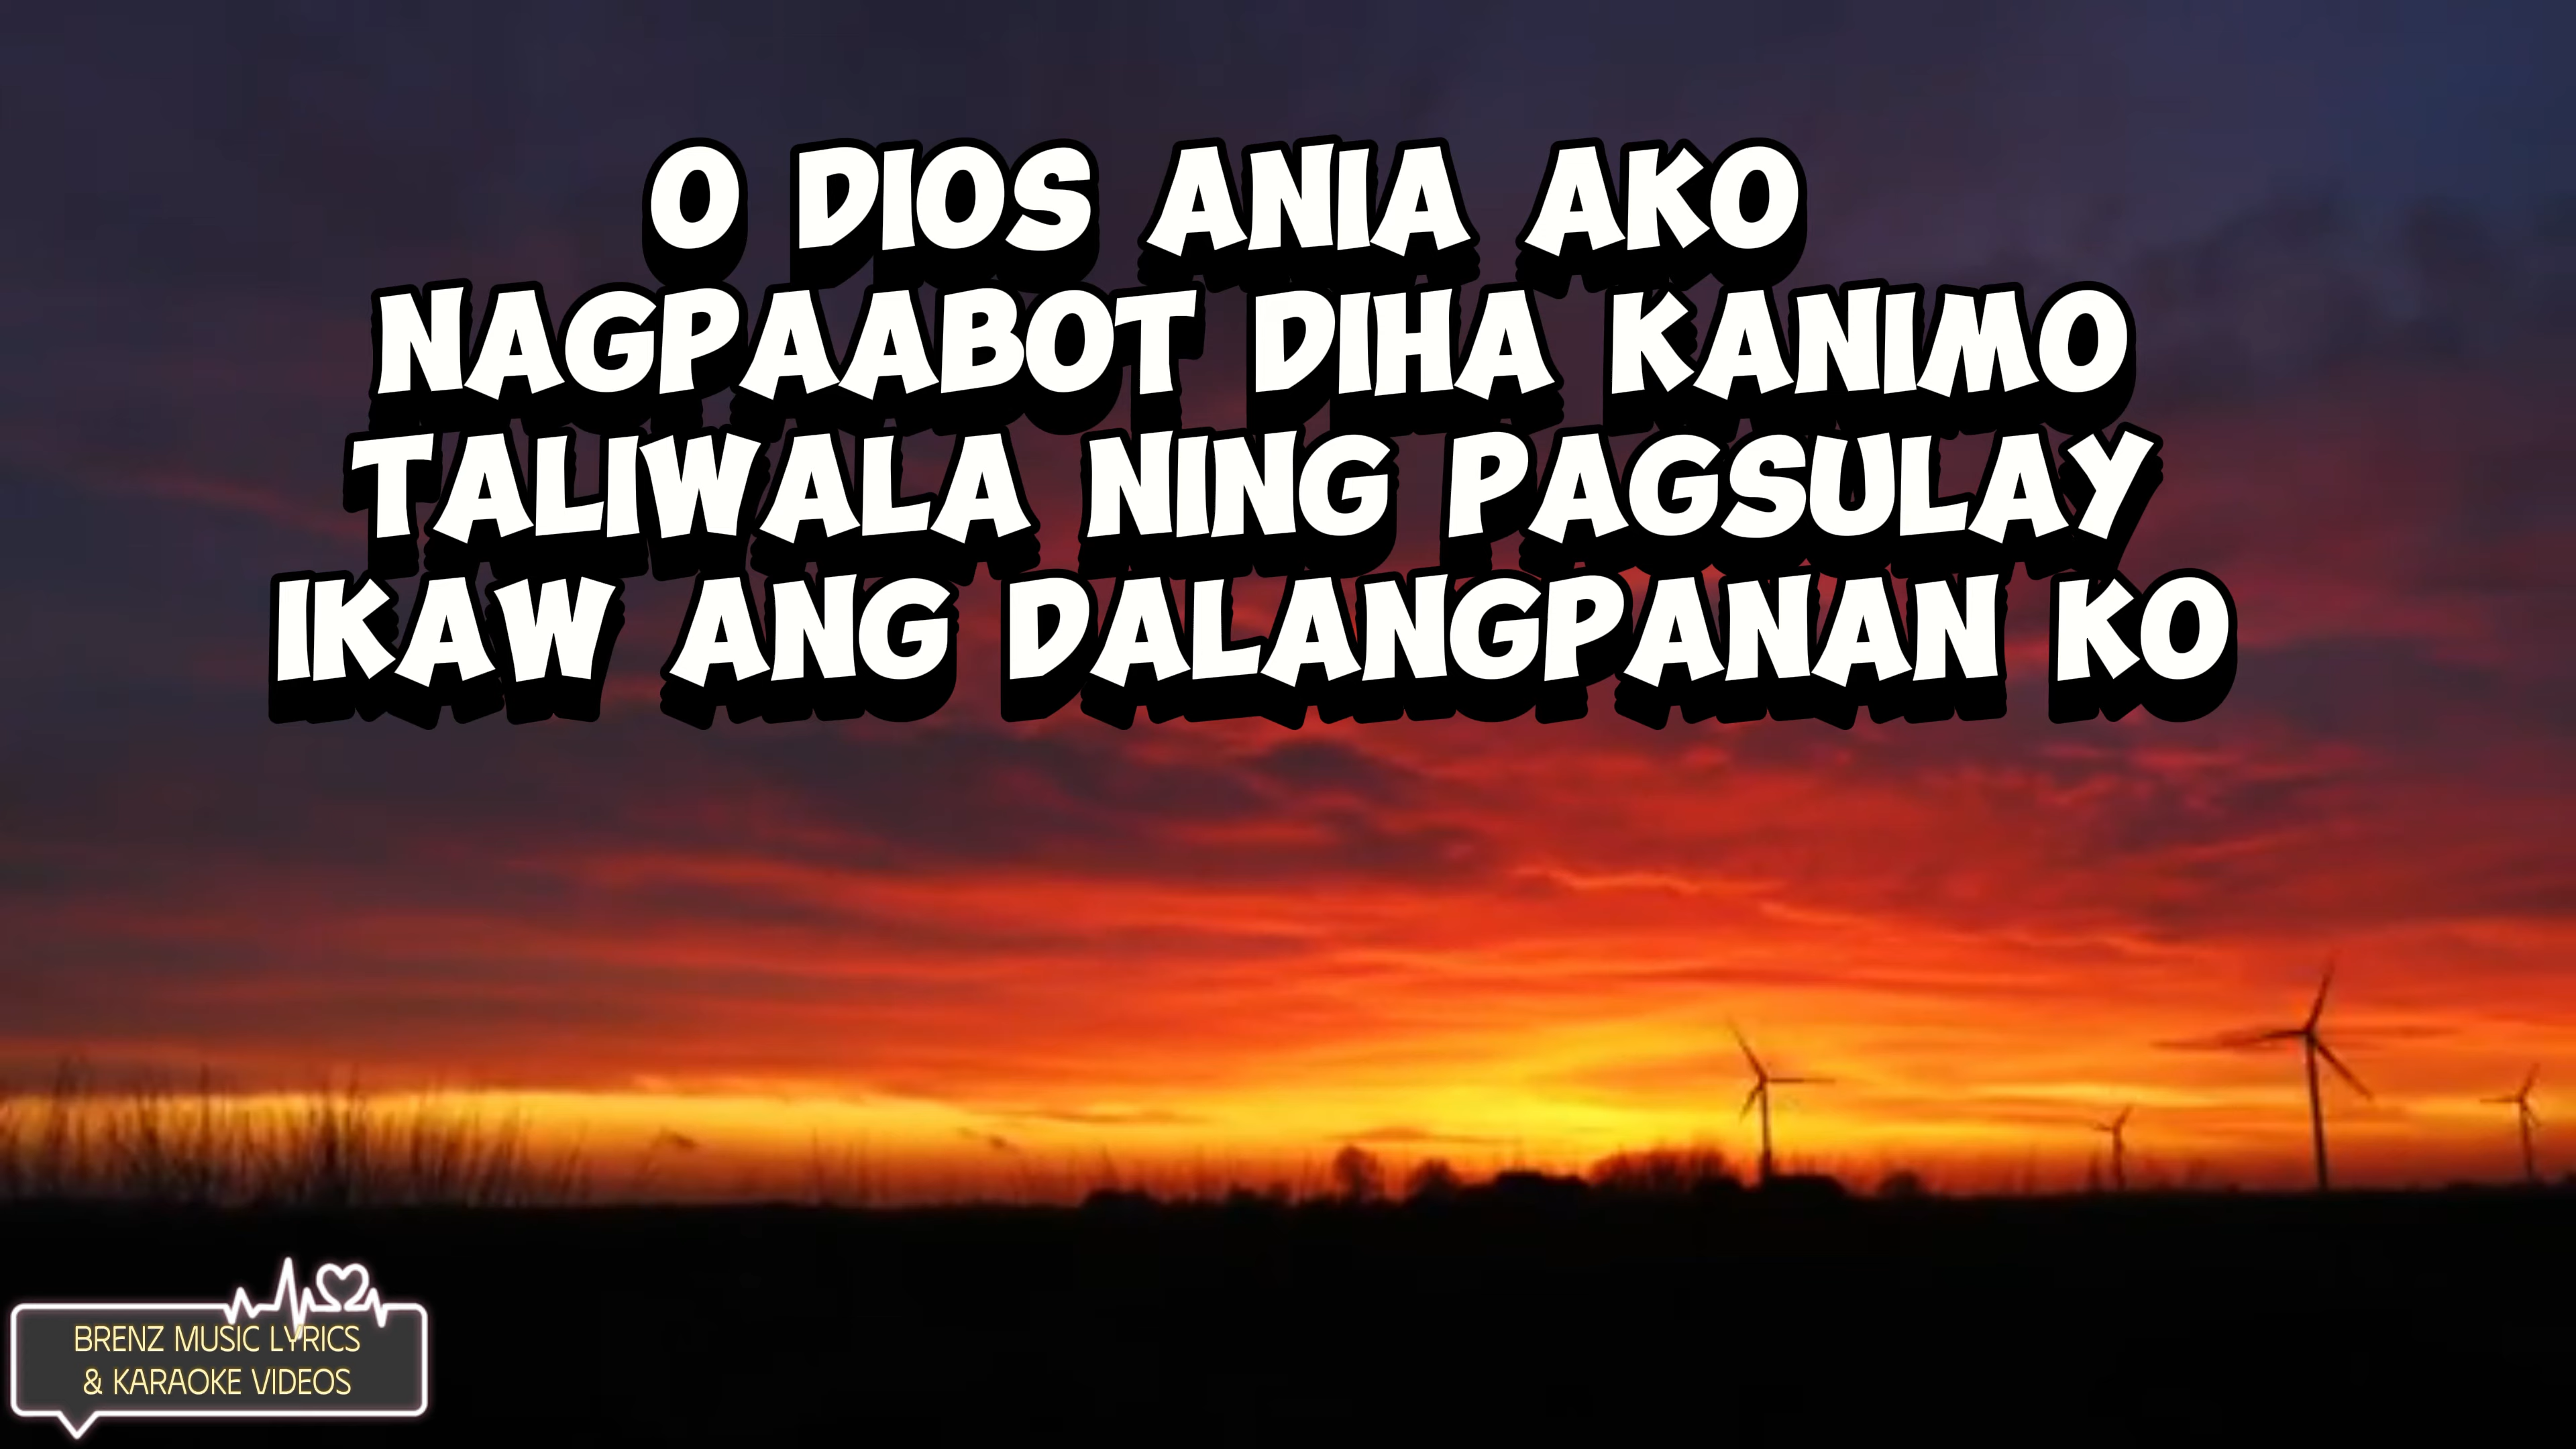 O DIOS ANIA AKO
NAGPAABOT DIHA KANIMO
TALIWALA NING PAGSULAY
IKAW ANG DALANGPANAN KO
BRENZ MUSIC LYRICS
& KARAOKE VIDEOS